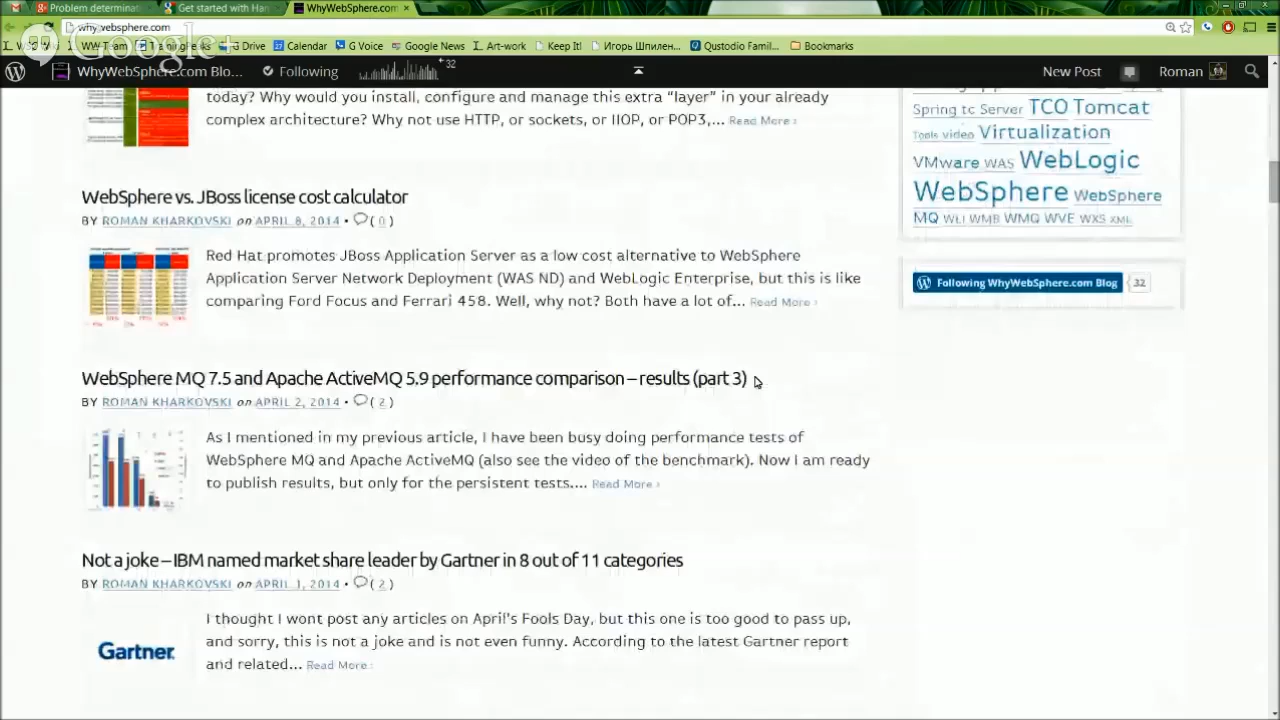 Problem determinat
Get started with Han
WhyWebSphere.com
whywebsphere.com
Google+
WW Team
TrainingPeaks
G Drive
Calendar
G Voice
Google News
Art-work
Keep It!
Игорь Шпилен...
Qustodio Famil...
Bookmarks
WhyWebSphere.com Blo...
Following
+32
New Post
Roman
today? Why would you install, configure and manage this extra “layer” in your already
complex architecture? Why not use HTTP, or sockets, or IIOP, or POP3,... Read More ›
WebSphere vs. JBoss license cost calculator
BY ROMAN KHARKOVSKI on APRIL 8, 2014 • ( 0 )
Red Hat promotes JBoss Application Server as a low cost alternative to WebSphere
Application Server Network Deployment (WAS ND) or WebLogic Enterprise, but this is like
comparing Ford Focus and Ferrari 458. Well, why not? Both have a lot of... Read More ›
WebSphere MQ 7.5 and Apache ActiveMQ 5.9 performance comparison – results (part 3)
BY ROMAN KHARKOVSKI on APRIL 2, 2014 • ( 2 )
As I mentioned in my previous article, I have been busy doing performance tests of
WebSphere MQ and Apache ActiveMQ (also see the video of the benchmark). Now I am ready
to publish results, but only for the persistent tests.... Read More ›
Not a joke – IBM named market share leader by Gartner in 8 out of 11 categories
BY ROMAN KHARKOVSKI on APRIL 1, 2014 • ( 2 )
I thought I wont post any articles on April's Fools Day, but this one is too good to pass up,
and sorry, this is not a joke and is not even funny. According to the latest Gartner report
and related... Read More ›
Gartner
Spring tc Server TCO Tomcat
Tools video Virtualization
VMware WAS WebLogic
WebSphere WebSphere
MQ WLI WMB WMQ WVE WXS XML
Following WhyWebSphere.com Blog 32